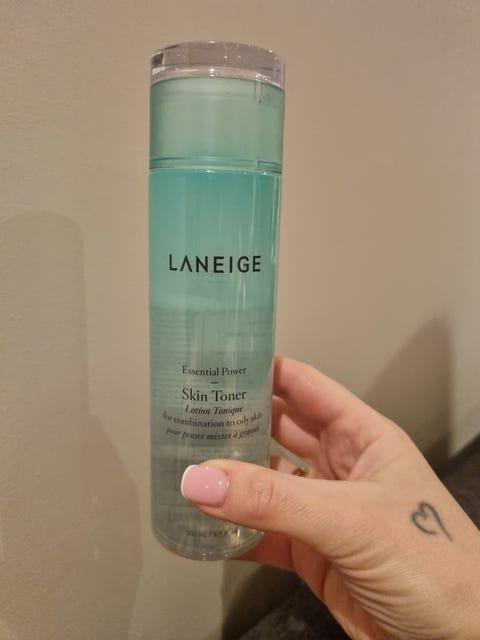 LANEIGE
Essential Power
Skin Toner
Lotion Tonique
for combination to oily skin
pour peaux mixtes à grasses